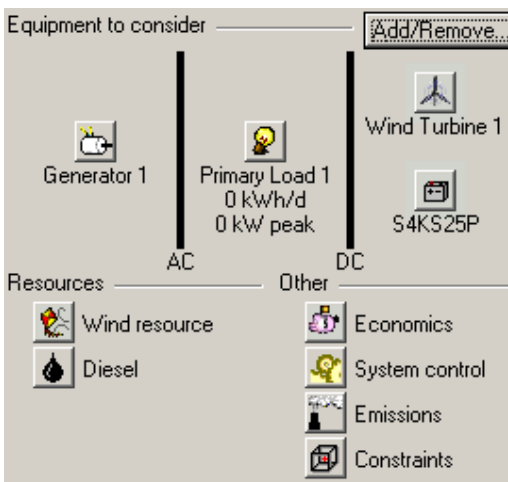 Equipment to consider
Add/Remove...
Wind Turbine 1
Generator 1
Primary Load 1
0 kWh/d
0 kW peak
S4KS25P
AC
DC
Resources
Other
Wind resource
Economics
Diesel
System control
Emissions
Constraints